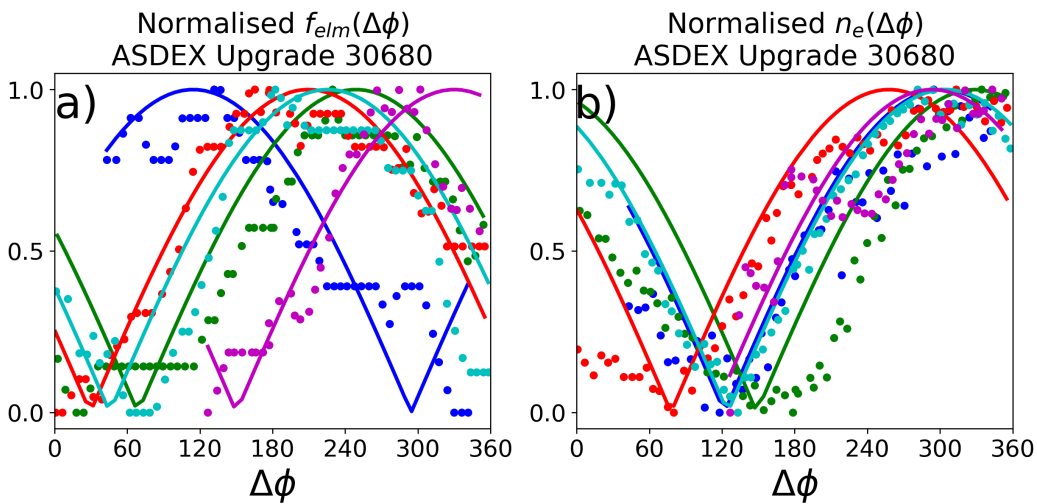 Normalised f_elm(Δϕ)
ASDEX Upgrade 30680
a)
1.0
0.5
0.0
0 60 120 180 240 300 360
Δϕ
Normalised n_e(Δϕ)
ASDEX Upgrade 30680
b)
1.0
0.5
0.0
0 60 120 180 240 300 360
Δϕ